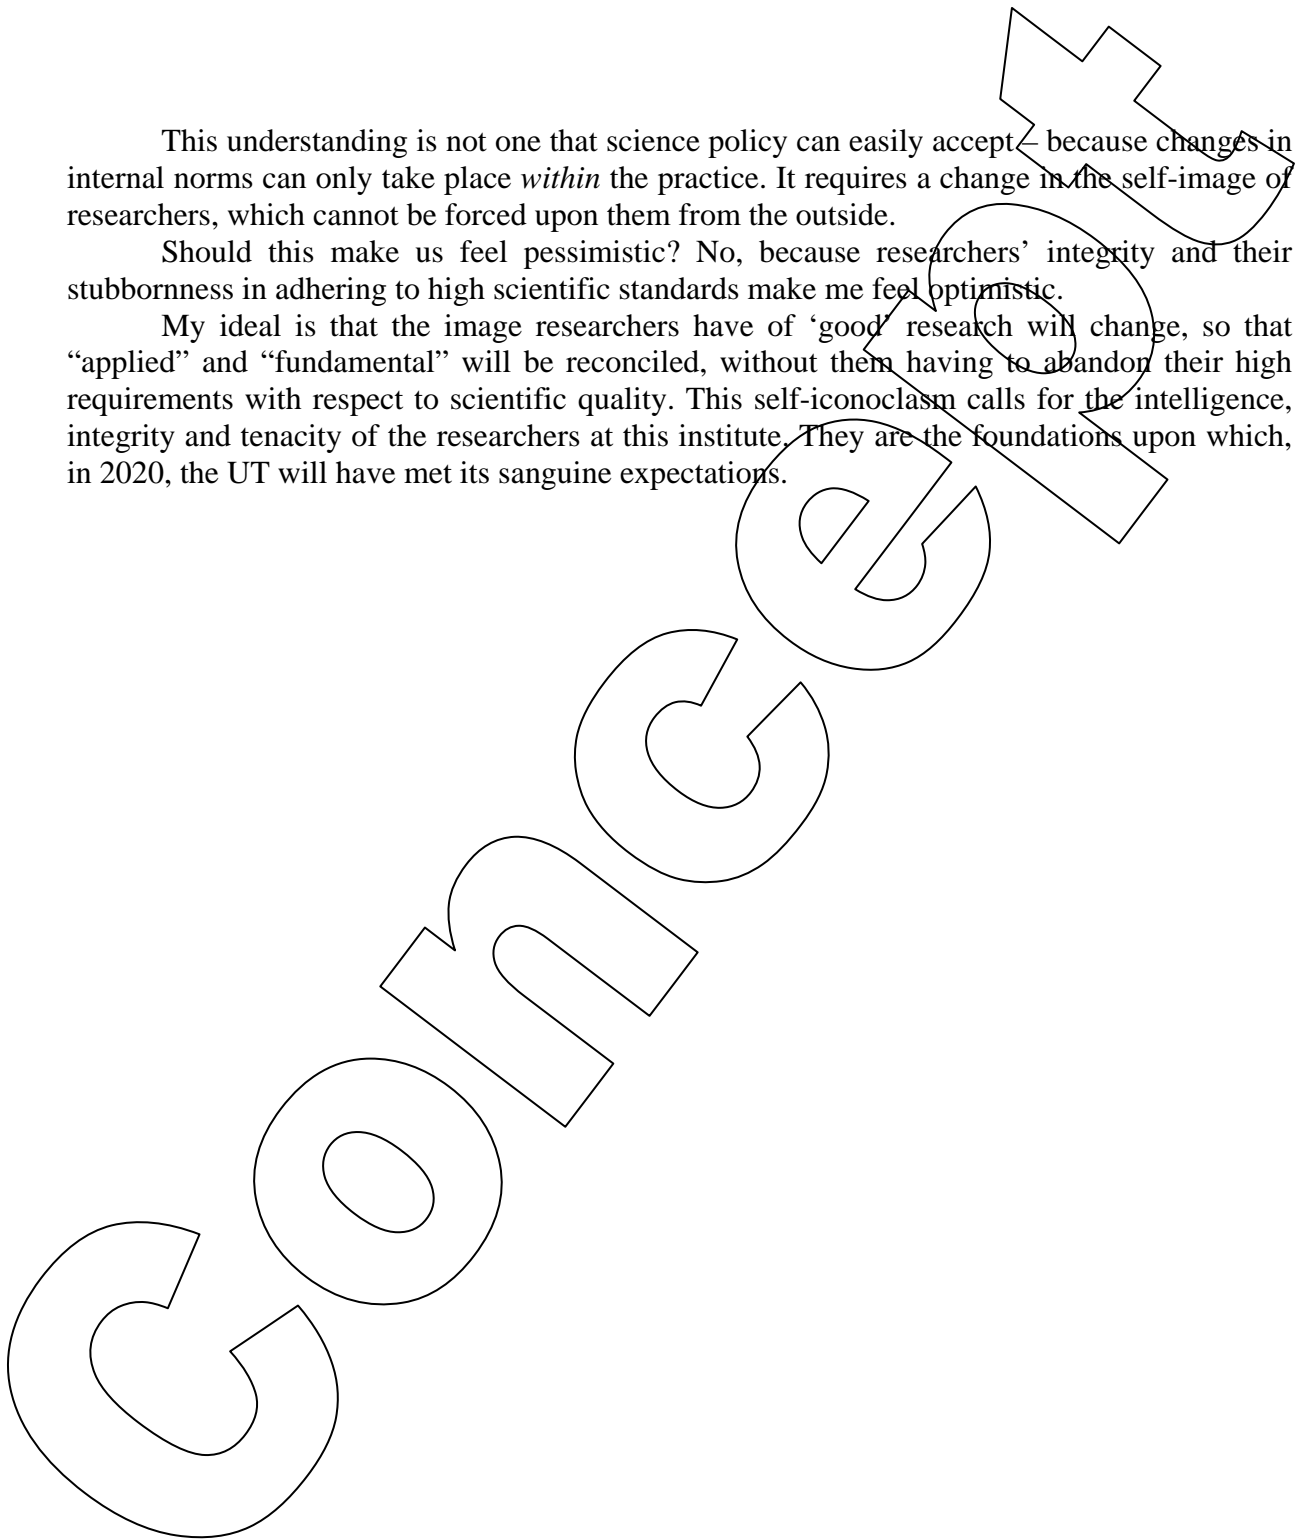 This understanding is not one that science policy can easily accept – because changes in
internal norms can only take place within the practice. It requires a change in the self-image of
researchers, which cannot be forced upon them from the outside.
Should this make us feel pessimistic? No, because researchers’ integrity and their
stubbornness in adhering to high scientific standards make me feel optimistic.
My ideal is that the image researchers have of ‘good’ research will change, so that
“applied” and “fundamental” will be reconciled, without them having to abandon their high
requirements with respect to scientific quality. This self-iconoclasm calls for the intelligence,
integrity and tenacity of the researchers at this institute. They are the foundations upon which,
in 2020, the UT will have met its sanguine expectations.
Concept